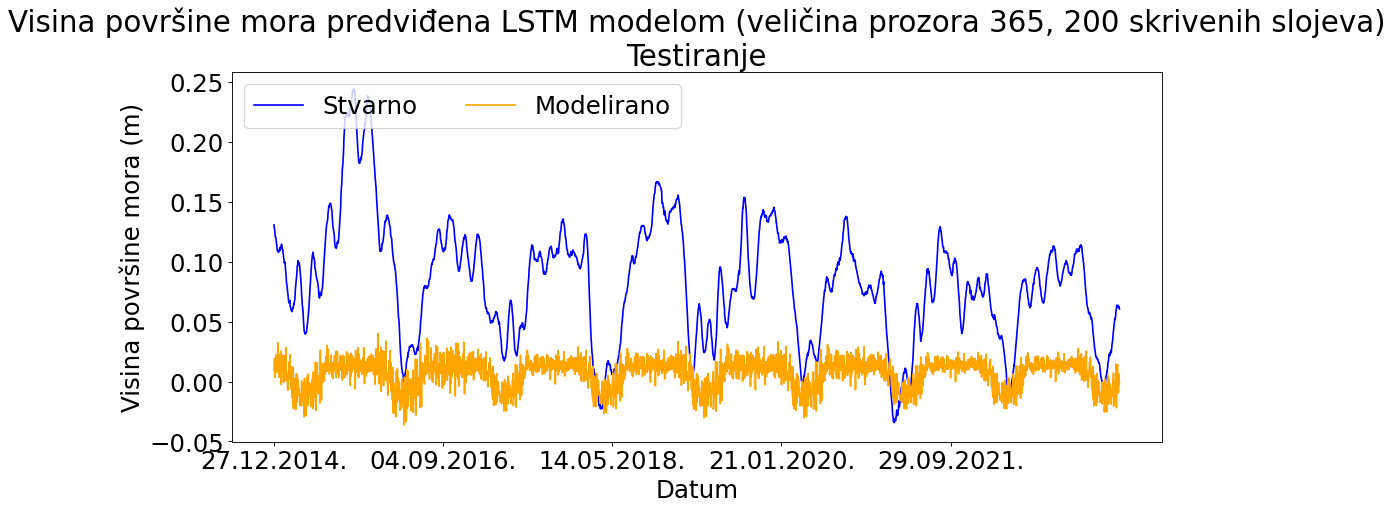 Visina površine mora predviđena LSTM modelom (veličina prozora 365, 200 skrivenih slojeva)
Testiranje
Stvarno Modelirano
Visina površine mora (m)
0.25
0.20
0.15
0.10
0.05
0.00
−0.05
27.12.2014. 04.09.2016. 14.05.2018. 21.01.2020. 29.09.2021.
Datum